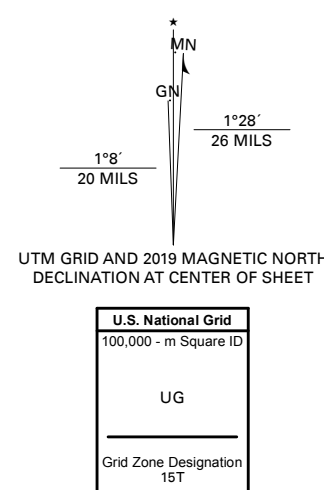 ★
MN
GN
1°28´
26 MILS
1°8´
20 MILS
UTM GRID AND 2019 MAGNETIC NORTH
DECLINATION AT CENTER OF SHEET
U.S. National Grid
100,000 - m Square ID
UG
Grid Zone Designation
15T